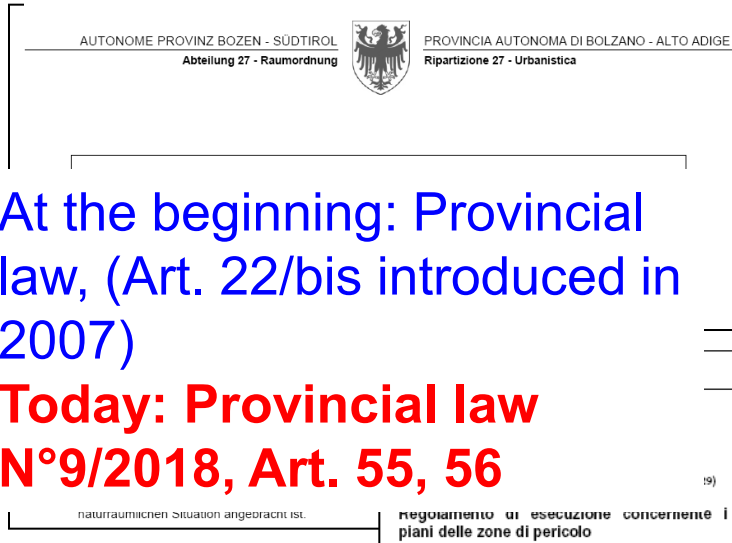 AUTONOME PROVINZ BOZEN - SÜDTIROL
Abteilung 27 - Raumordnung
PROVINCIA AUTONOMA DI BOLZANO - ALTO ADIGE
Ripartizione 27 - Urbanistica
At the beginning: Provincial
law, (Art. 22/bis introduced in
2007)
Today: Provincial law
N°9/2018, Art. 55, 56
naturräumlichen Situation angebracht ist.
Regolamento di esecuzione concernente i
piani delle zone di pericolo